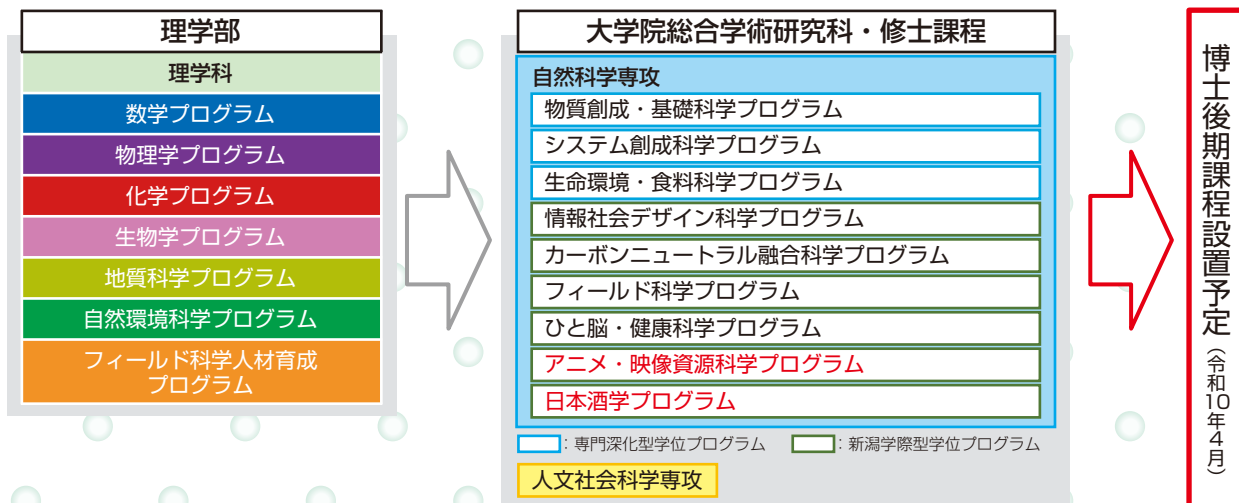 理学部
理学科
数学プログラム
物理学プログラム
化学プログラム
生物学プログラム
地質科学プログラム
自然環境科学プログラム
フィールド科学人材育成
プログラム
大学院総合学術研究科・修士課程
自然科学専攻
物質創成・基礎科学プログラム
システム創成科学プログラム
生命環境・食料科学プログラム
情報社会デザイン科学プログラム
カーボンニュートラル融合科学プログラム
フィールド科学プログラム
ひと脳・健康科学プログラム
アニメ・映像資源科学プログラム
日本酒学プログラム
：専門深化型学位プログラム
：新潟学際型学位プログラム
人文社会科学専攻
博士後期課程設置予定（令和10年4月）